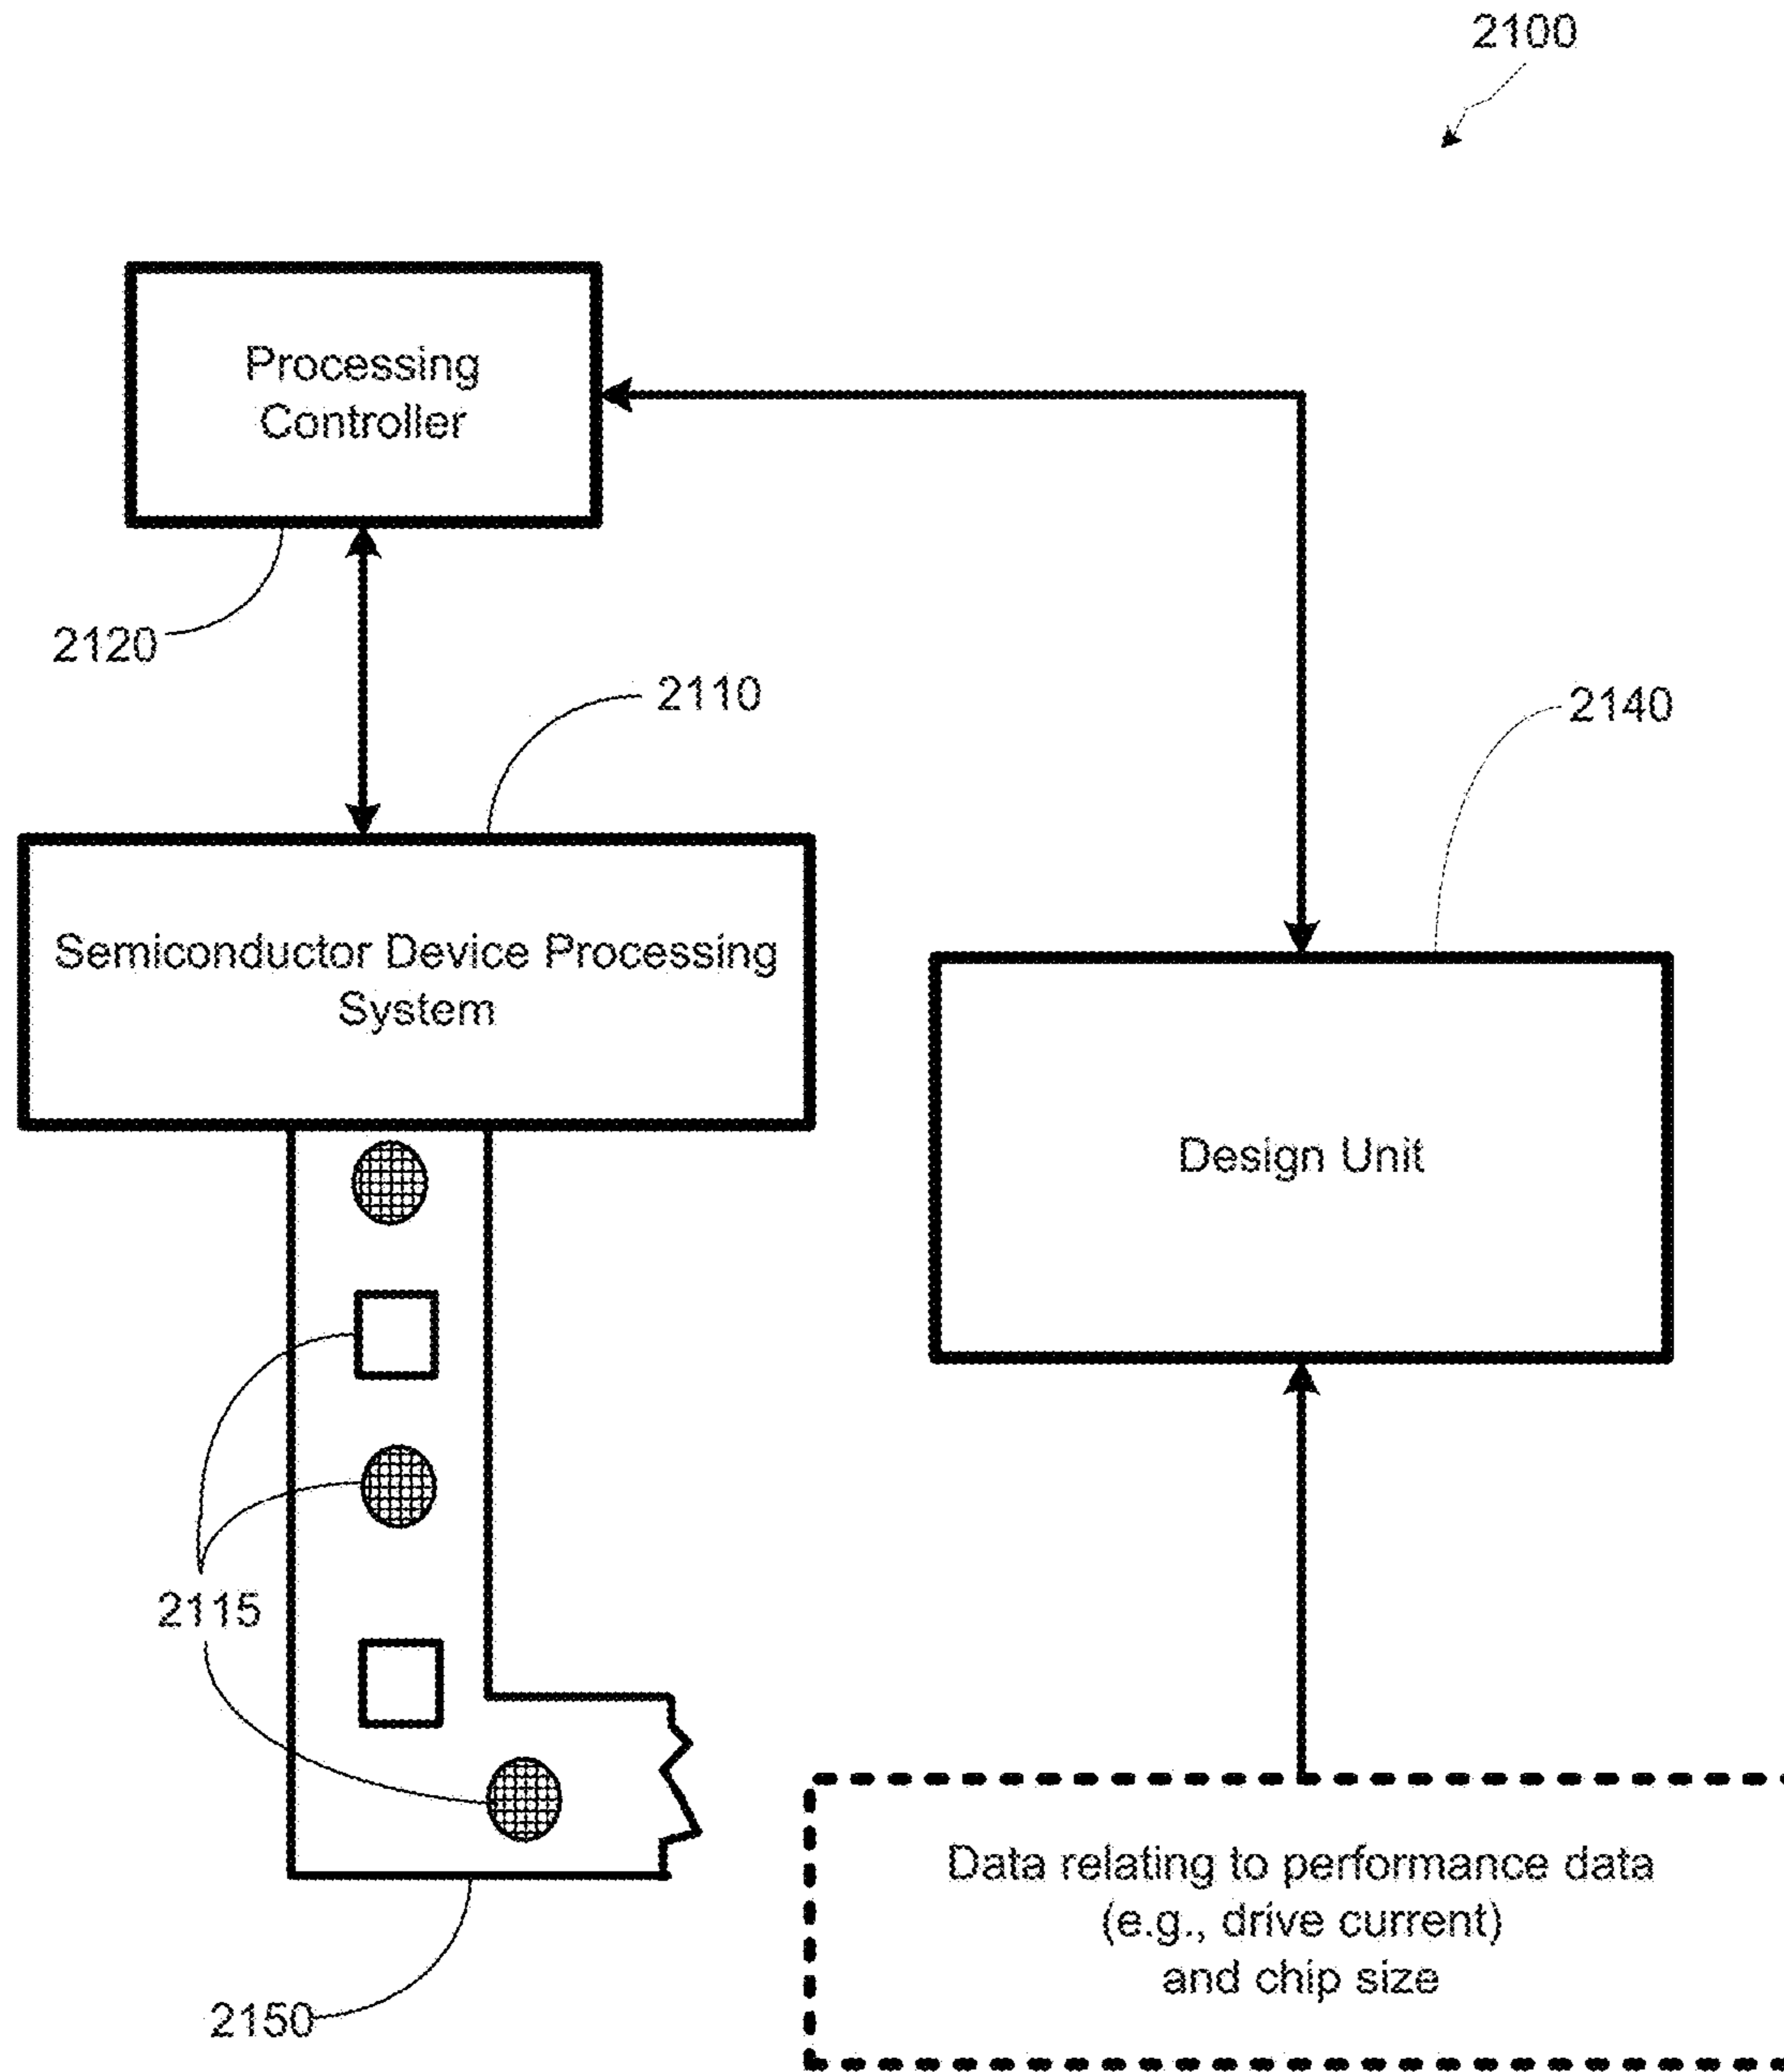 2100
Processing
Controller
2120
2110
2140
Semiconductor Device Processing
System
Design Unit
2115
Data relating to performance data
(e.g., drive current)
and chip size
2150